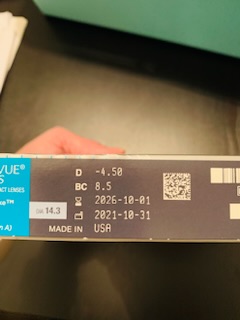 VUE®
S
ACT LENSES
DIA 14.3
D -4.50
BC 8.5
2026-10-01
2021-10-31
MADE IN USA
n A)